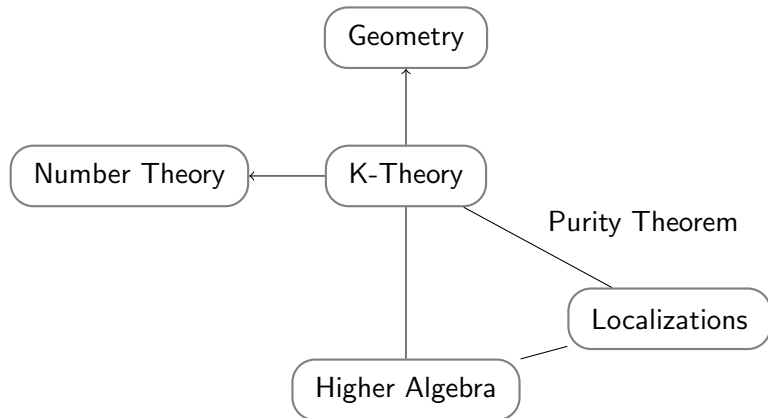 Geometry
Number Theory
K-Theory
Purity Theorem
Localizations
Higher Algebra